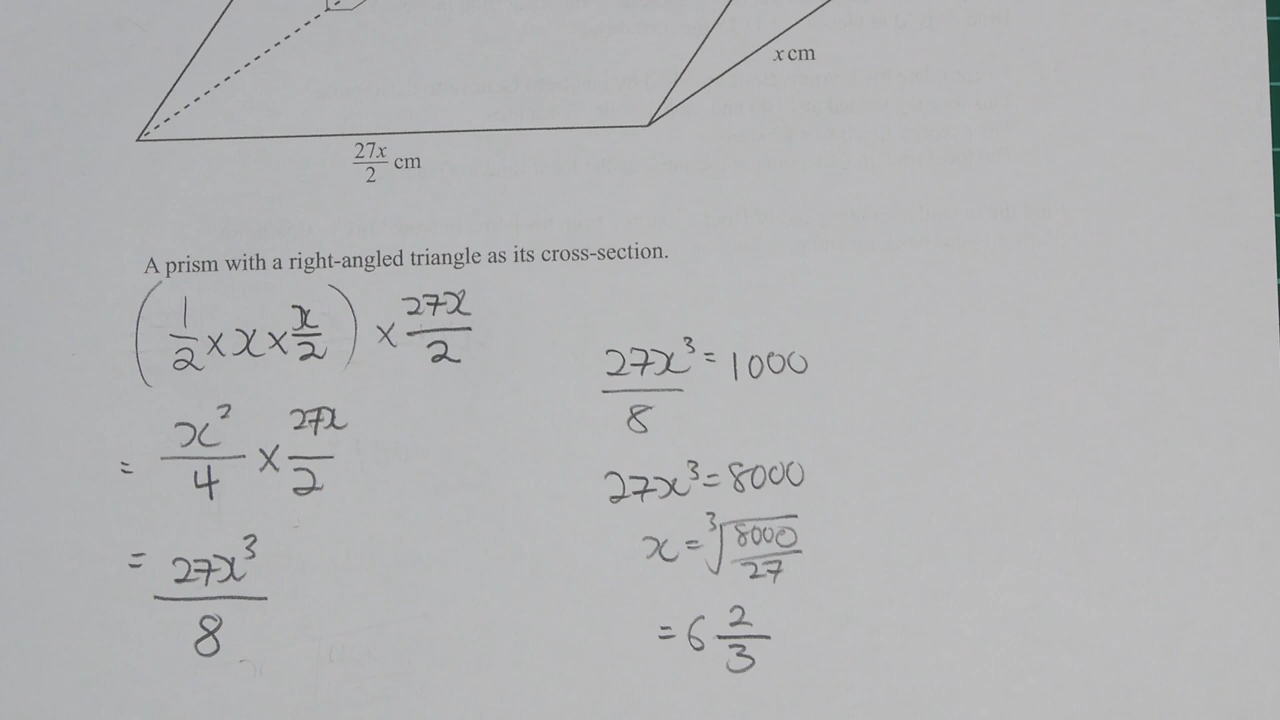 x cm
27x/2 cm
A prism with a right-angled triangle as its cross-section.
(1/2 × x × x/2) × 27x/2
= x²/4 × 27x/2
= 27x³/8
27x³/8 = 1000
27x³ = 8000
x = ³√(8000/27)
= 6 2/3